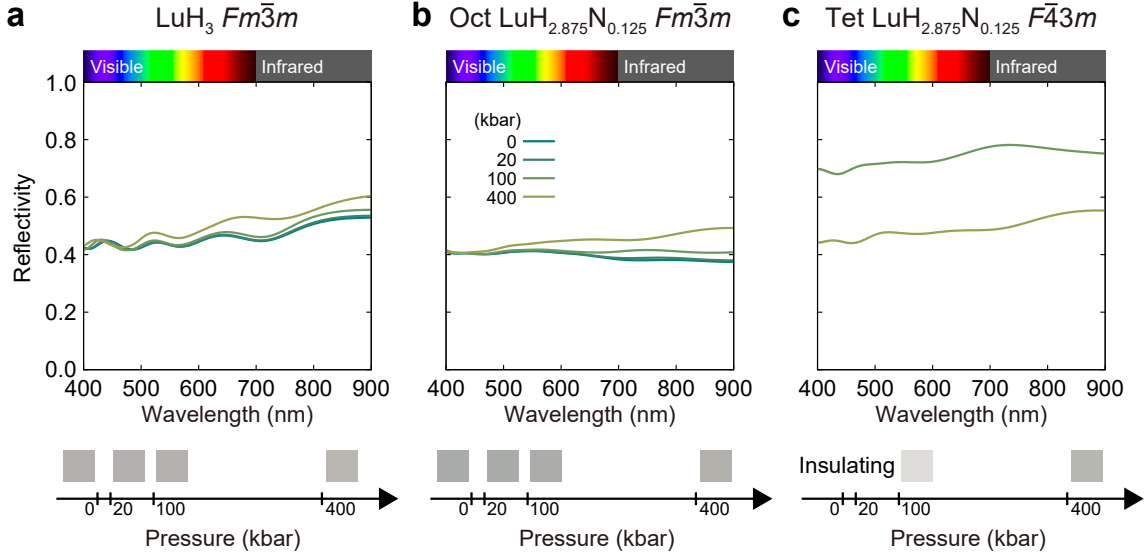 a
LuH3 Fm3̄m
Visible
Infrared
1.0
0.8
0.6
0.4
0.2
0.0
Reflectivity
400 500 600 700 800 900
Wavelength (nm)
0 20 100 400
Pressure (kbar)
b
Oct LuH2.875N0.125 Fm3̄m
Visible
Infrared
(kbar)
0
20
100
400
400 500 600 700 800 900
Wavelength (nm)
0 20 100 400
Pressure (kbar)
c
Tet LuH2.875N0.125 F4̄3m
Visible
Infrared
400 500 600 700 800 900
Wavelength (nm)
Insulating
0 20 100 400
Pressure (kbar)